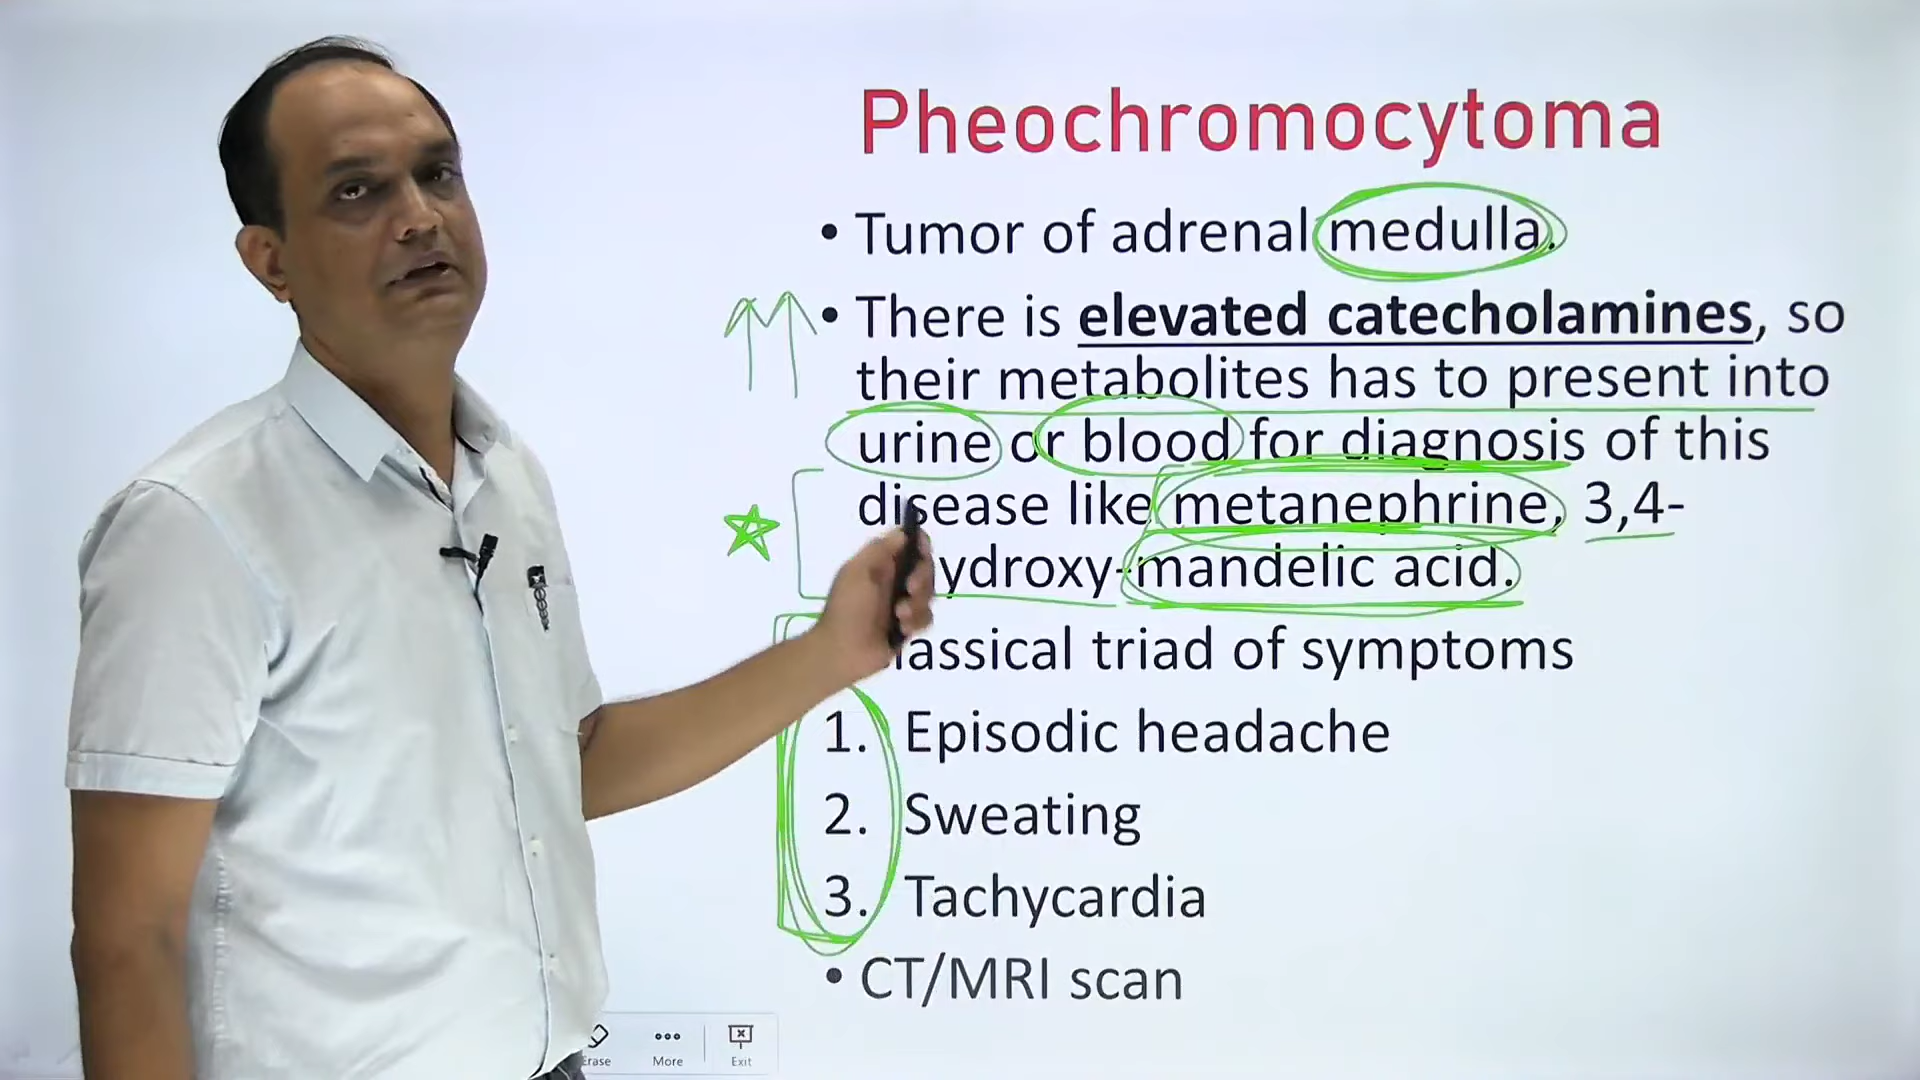 Pheochromocytoma
• Tumor of adrenal medulla.
• There is elevated catecholamines, so
their metabolites has to present into
urine or blood for diagnosis of this
disease like metanephrine, 3,4-
ydroxy-mandelic acid.
lassical triad of symptoms
1. Episodic headache
2. Sweating
3. Tachycardia
• CT/MRI scan
Erase More Exit